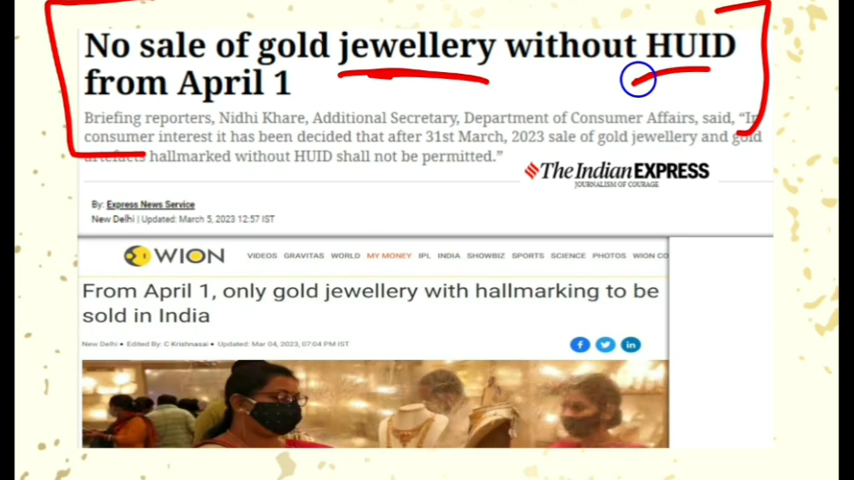 No sale of gold jewellery without HUID
from April 1
Briefing reporters, Nidhi Khare, Additional Secretary, Department of Consumer Affairs, said, “In
consumer interest it has been decided that after 31st March, 2023 sale of gold jewellery and gold
artefacts hallmarked without HUID shall not be permitted.”
The Indian EXPRESS
JOURNALISM OF COURAGE
By: Express News Service
New Delhi | Updated: March 5, 2023 12:57 IST
WION
VIDEOS GRAVITAS WORLD MY MONEY IPL INDIA SHOWBIZ SPORTS SCIENCE PHOTOS WION CO
From April 1, only gold jewellery with hallmarking to be
sold in India
New Delhi • Edited By: C Krishnasai • Updated: Mar 04, 2023, 07:04 PM IST